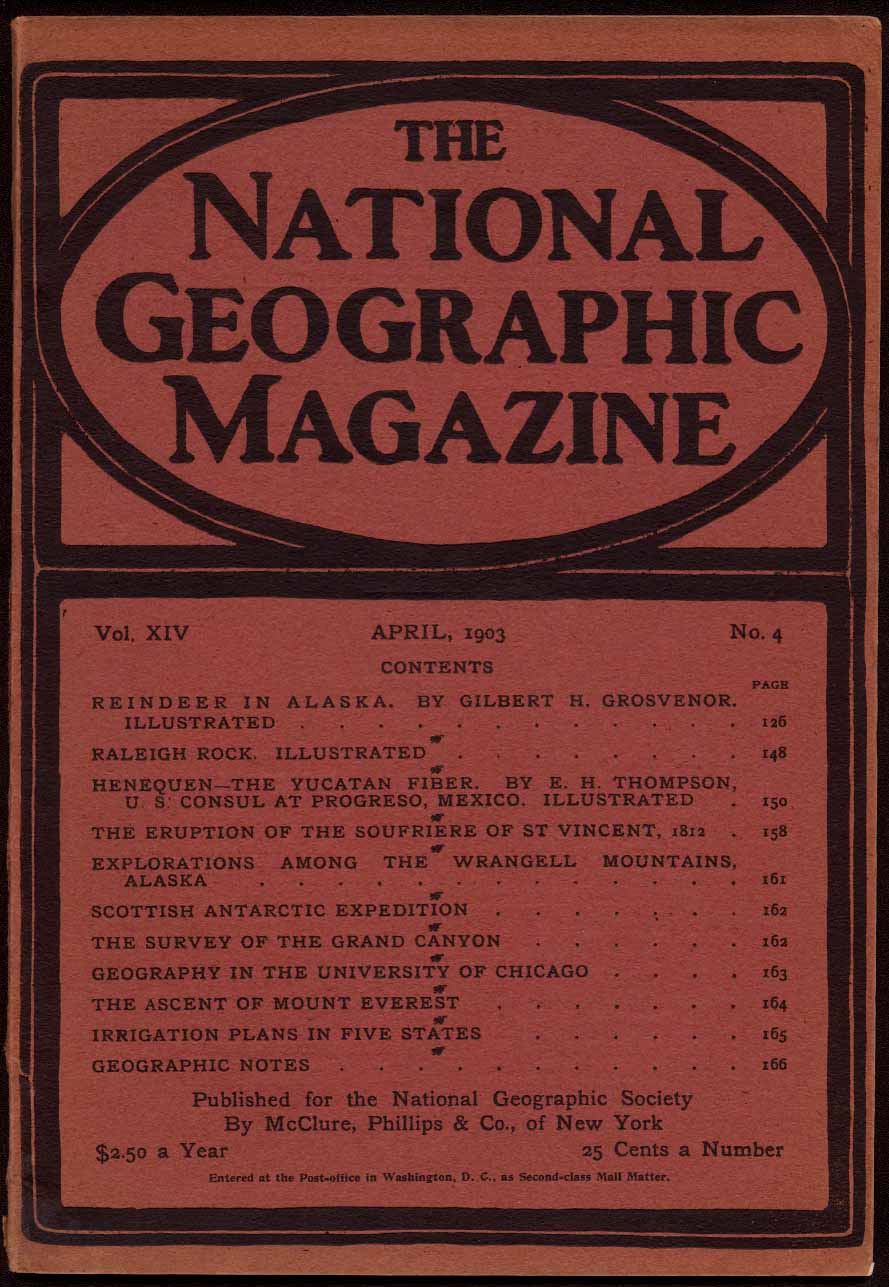 THE
NATIONAL
GEOGRAPHIC
MAGAZINE
Vol. XIV APRIL, 1903 No. 4
CONTENTS
PAGE
REINDEER IN ALASKA. BY GILBERT H. GROSVENOR.
ILLUSTRATED . . . . . . . . . . . . 126
RALEIGH ROCK. ILLUSTRATED . . . . . . . . 148
HENEQUEN—THE YUCATAN FIBER. BY E. H. THOMPSON,
U. S. CONSUL AT PROGRESO, MEXICO. ILLUSTRATED . 150
THE ERUPTION OF THE SOUFRIERE OF ST VINCENT, 1812 . 158
EXPLORATIONS AMONG THE WRANGELL MOUNTAINS,
ALASKA . . . . . . . . . . . . . 161
SCOTTISH ANTARCTIC EXPEDITION . . . . . . . 162
THE SURVEY OF THE GRAND CANYON . . . . . . 162
GEOGRAPHY IN THE UNIVERSITY OF CHICAGO . . . . 163
THE ASCENT OF MOUNT EVEREST . . . . . . . 164
IRRIGATION PLANS IN FIVE STATES . . . . . . 165
GEOGRAPHIC NOTES . . . . . . . . . . . 166
Published for the National Geographic Society
By McClure, Phillips & Co., of New York
$2.50 a Year 25 Cents a Number
Entered at the Post-office in Washington, D. C., as Second-class Mail Matter.